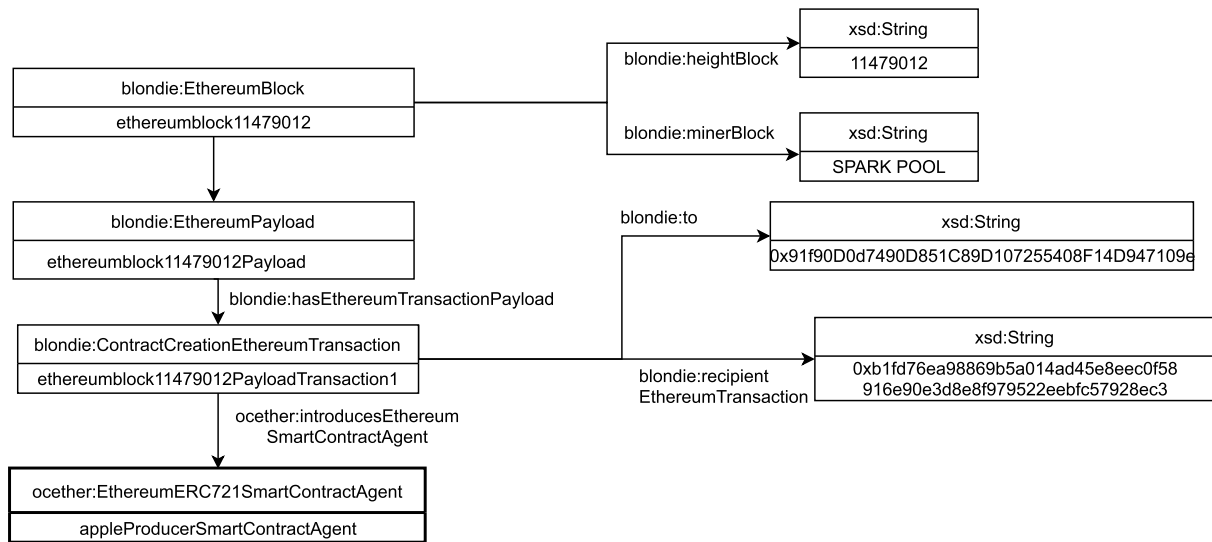 xsd:String
blondie:heightBlock
11479012
blondie:EthereumBlock
ethereumblock11479012
blondie:minerBlock
xsd:String
SPARK POOL
blondie:EthereumPayload
blondie:to
xsd:String
ethereumblock11479012Payload
0x91f90D0d7490D851C89D107255408F14D947109e
blondie:hasEthereumTransactionPayload
xsd:String
blondie:ContractCreationEthereumTransaction
ethereumblock11479012PayloadTransaction1
0xb1fd76ea98869b5a014ad45e8eec0f58
916e90e3d8e8f979522eebfc57928ec3
blondie:recipient
EthereumTransaction
ocether:introducesEthereum
SmartContractAgent
ocether:EthereumERC721SmartContractAgent
appleProducerSmartContractAgent